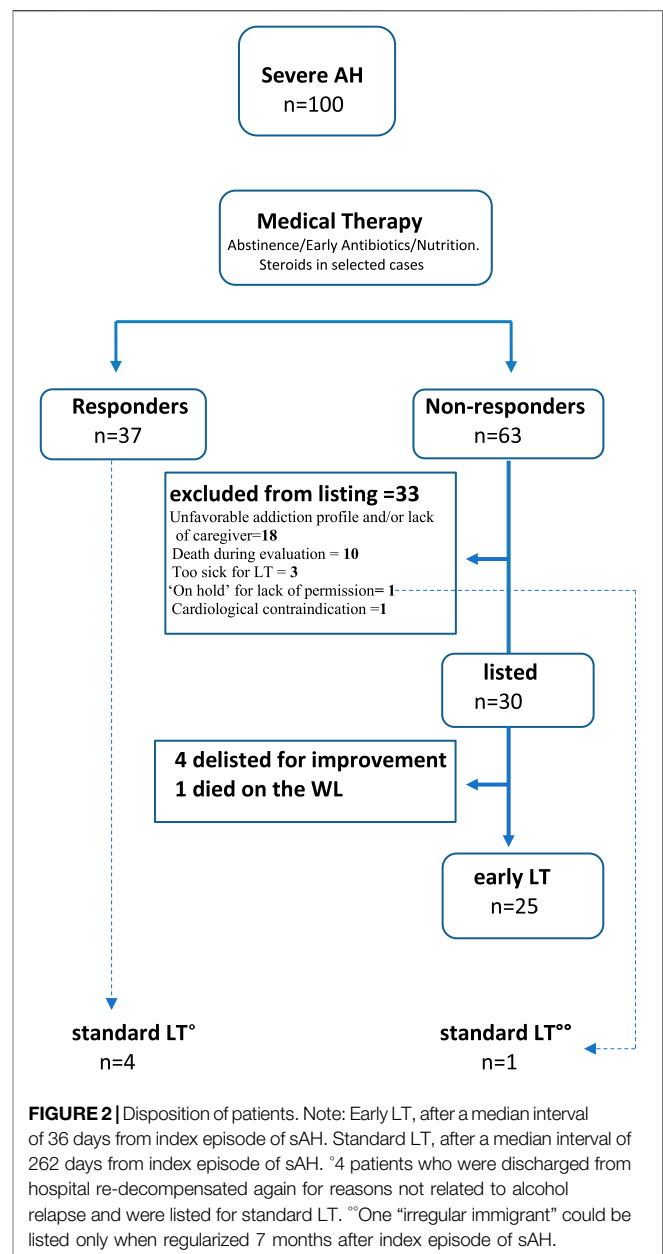 Severe AH
n=100
Medical Therapy
Abstinence/Early Antibiotics/Nutrition.
Steroids in selected cases
Responders
n=37
Non-responders
n=63
excluded from listing =33
Unfavorable addiction profile and/or lack
of caregiver=18
Death during evaluation = 10
Too sick for LT = 3
‘On hold’ for lack of permission= 1
Cardiological contraindication =1
listed
n=30
4 delisted for improvement
1 died on the WL
early LT
n=25
standard LT°
n=4
standard LT°°
n=1
FIGURE 2 | Disposition of patients. Note: Early LT, after a median interval
of 36 days from index episode of sAH. Standard LT, after a median interval of
262 days from index episode of sAH. °4 patients who were discharged from
hospital re-decompensated again for reasons not related to alcohol
relapse and were listed for standard LT. °°One “irregular immigrant” could be
listed only when regularized 7 months after index episode of sAH.